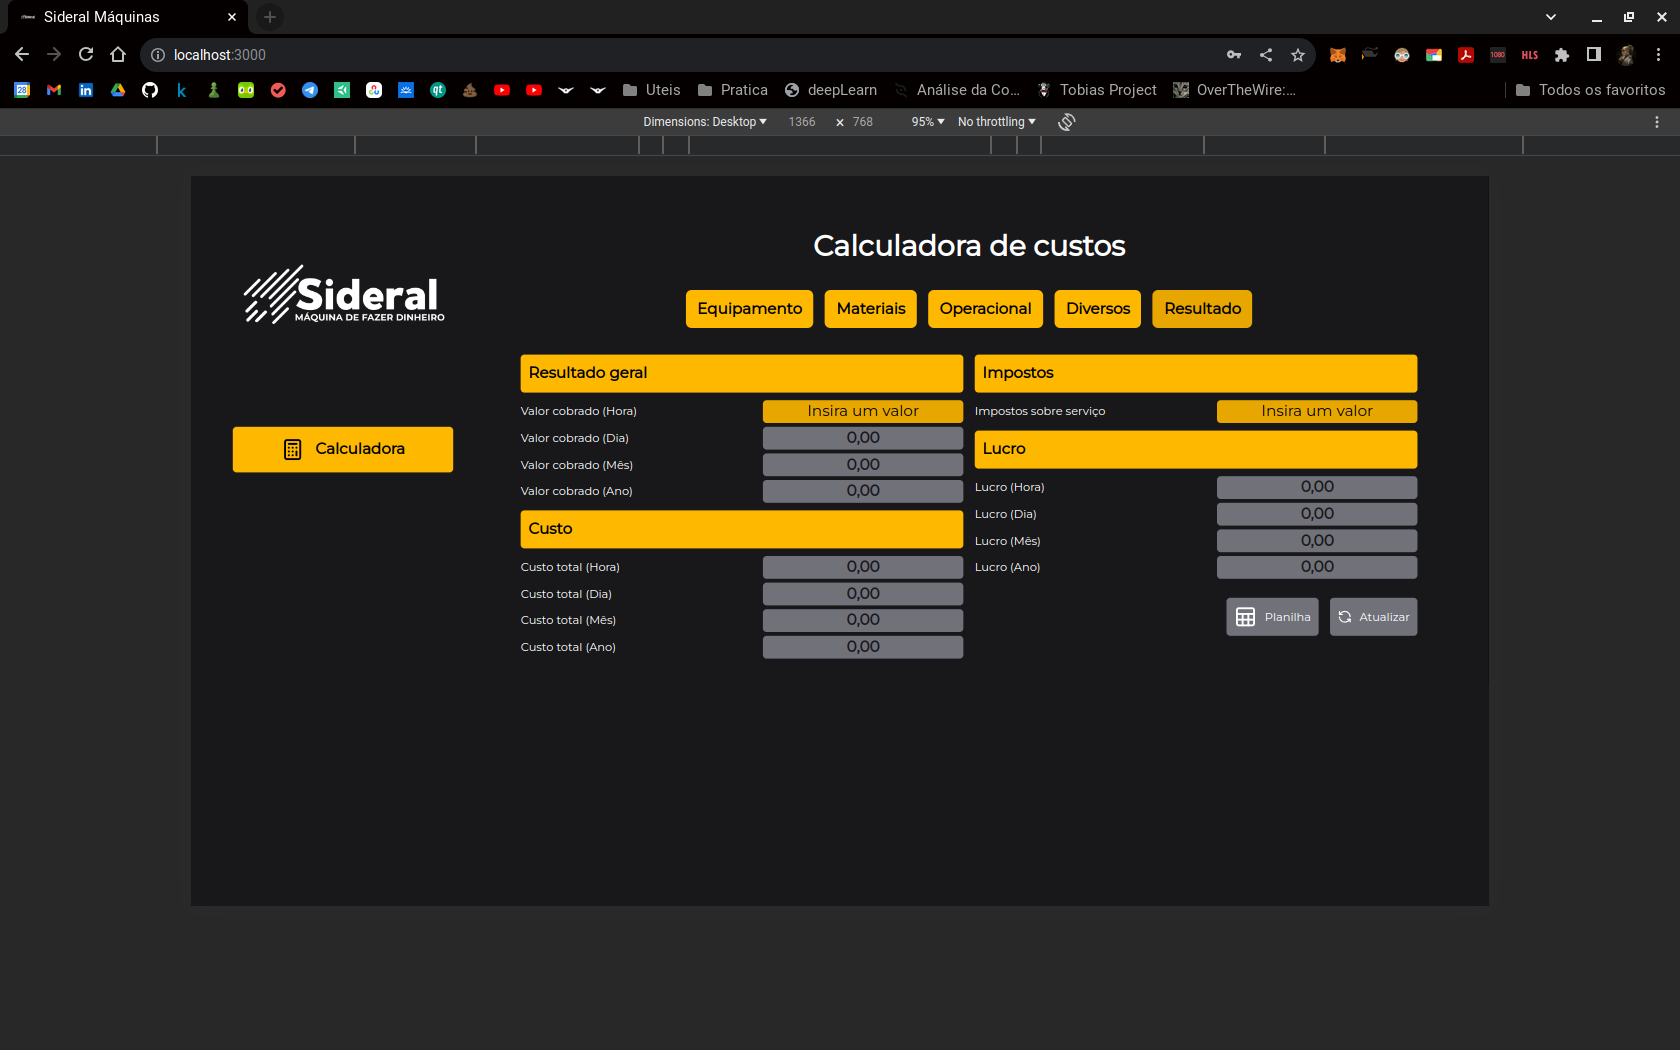 Sideral Máquinas
localhost:3000
1080
HLS
28
k
qt
Uteis
Pratica
deepLearn
Análise da Co...
Tobias Project
OverTheWire:...
Todos os favoritos
Dimensions: Desktop
1366 × 768
95%
No throttling
Calculadora de custos
Sideral
MÁQUINA DE FAZER DINHEIRO
Equipamento
Materiais
Operacional
Diversos
Resultado
Calculadora
Resultado geral
Valor cobrado (Hora) Insira um valor
Valor cobrado (Dia) 0,00
Valor cobrado (Mês) 0,00
Valor cobrado (Ano) 0,00
Custo
Custo total (Hora) 0,00
Custo total (Dia) 0,00
Custo total (Mês) 0,00
Custo total (Ano) 0,00
Impostos
Impostos sobre serviço Insira um valor
Lucro
Lucro (Hora) 0,00
Lucro (Dia) 0,00
Lucro (Mês) 0,00
Lucro (Ano) 0,00
Planilha
Atualizar